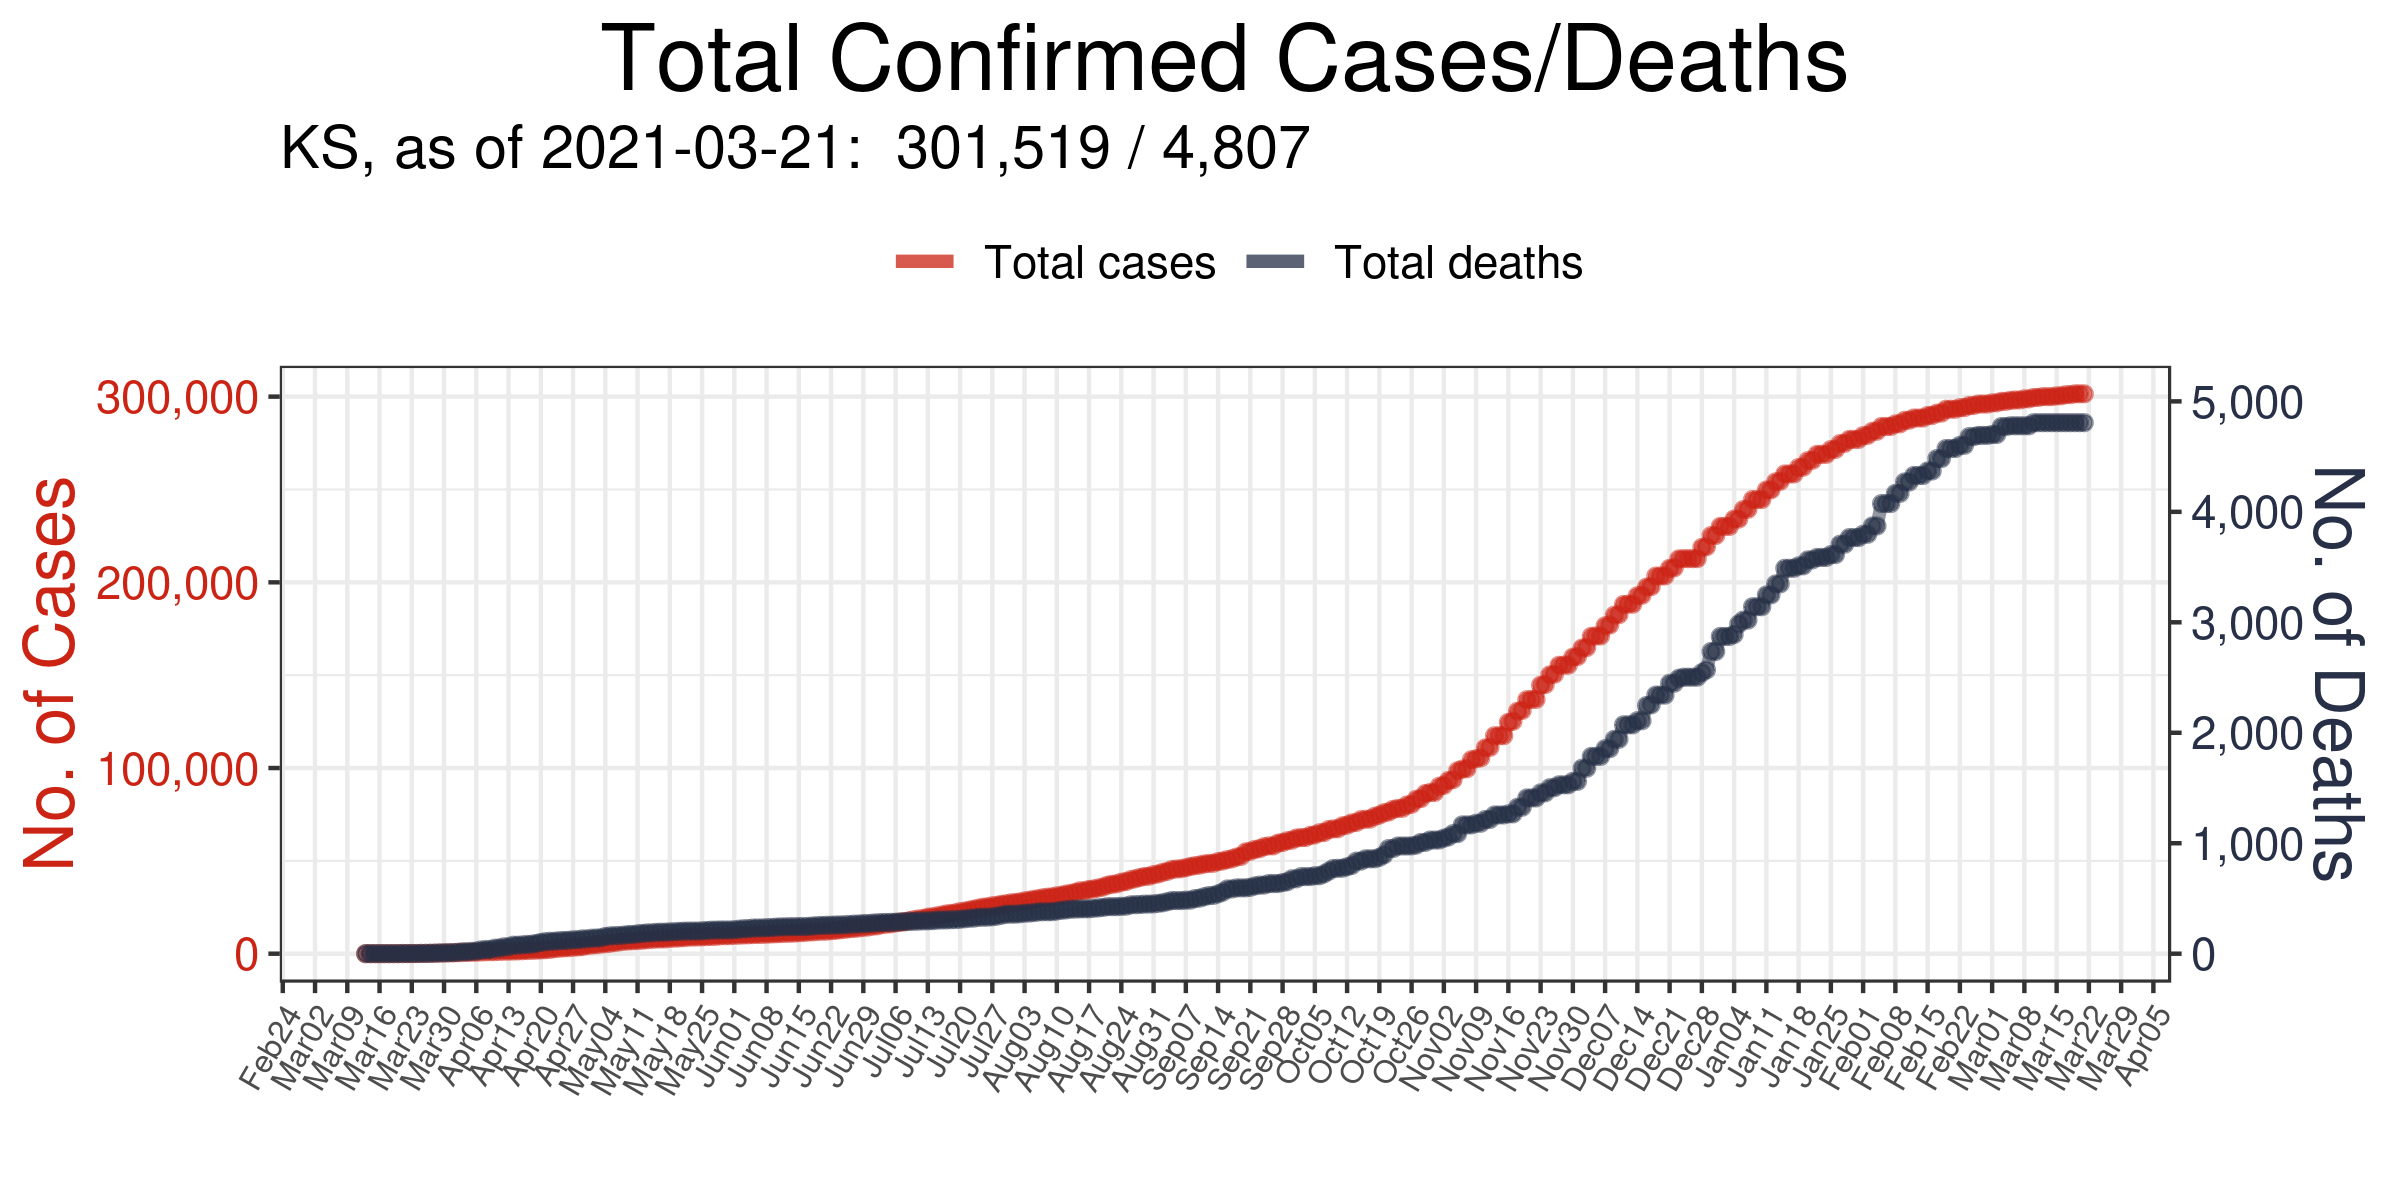 Total Confirmed Cases/Deaths
KS, as of 2021-03-21:  301,519 / 4,807
Total cases
Total deaths
No. of Cases
300,000
200,000
100,000
0
5,000
4,000
3,000
2,000
1,000
0
No. of Deaths
Feb24
Mar02
Mar09
Mar16
Mar23
Mar30
Apr06
Apr13
Apr20
Apr27
May04
May11
May18
May25
Jun01
Jun08
Jun15
Jun22
Jun29
Jul06
Jul13
Jul20
Jul27
Aug03
Aug10
Aug17
Aug24
Aug31
Sep07
Sep14
Sep21
Sep28
Oct05
Oct12
Oct19
Oct26
Nov02
Nov09
Nov16
Nov23
Nov30
Dec07
Dec14
Dec21
Dec28
Jan04
Jan11
Jan18
Jan25
Feb01
Feb08
Feb15
Feb22
Mar01
Mar08
Mar15
Mar22
Mar29
Apr05